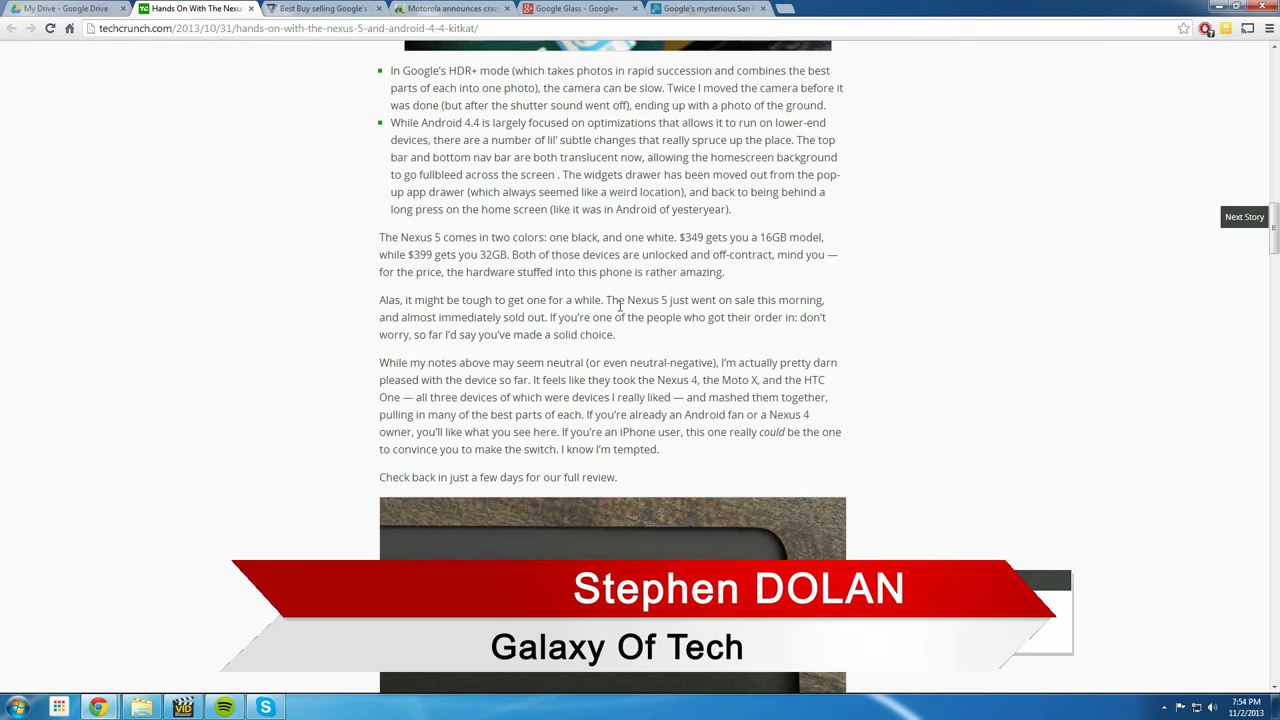 My Drive - Google Drive
Hands On With The Nexu
Best Buy selling Google's
Motorola announces craz
Google Glass - Google+
Google's mysterious San F
techcrunch.com/2013/10/31/hands-on-with-the-nexus-5-and-android-4-4-kitkat/
In Google's HDR+ mode (which takes photos in rapid succession and combines the best
parts of each into one photo), the camera can be slow. Twice I moved the camera before it
was done (but after the shutter sound went off), ending up with a photo of the ground.
While Android 4.4 is largely focused on optimizations that allows it to run on lower-end
devices, there are a number of lil' subtle changes that really spruce up the place. The top
bar and bottom nav bar are both translucent now, allowing the homescreen background
to go fullbleed across the screen . The widgets drawer has been moved out from the pop-
up app drawer (which always seemed like a weird location), and back to being behind a
long press on the home screen (like it was in Android of yesteryear).
Next Story
The Nexus 5 comes in two colors: one black, and one white. $349 gets you a 16GB model,
while $399 gets you 32GB. Both of those devices are unlocked and off-contract, mind you —
for the price, the hardware stuffed into this phone is rather amazing.
Alas, it might be tough to get one for a while. The Nexus 5 just went on sale this morning,
and almost immediately sold out. If you're one of the people who got their order in: don't
worry, so far I'd say you've made a solid choice.
While my notes above may seem neutral (or even neutral-negative), I'm actually pretty darn
pleased with the device so far. It feels like they took the Nexus 4, the Moto X, and the HTC
One — all three devices of which were devices I really liked — and mashed them together,
pulling in many of the best parts of each. If you're already an Android fan or a Nexus 4
owner, you'll like what you see here. If you're an iPhone user, this one really could be the one
to convince you to make the switch. I know I'm tempted.
Check back in just a few days for our full review.
Stephen DOLAN
Galaxy Of Tech
VID
7:54 PM
11/2/2013